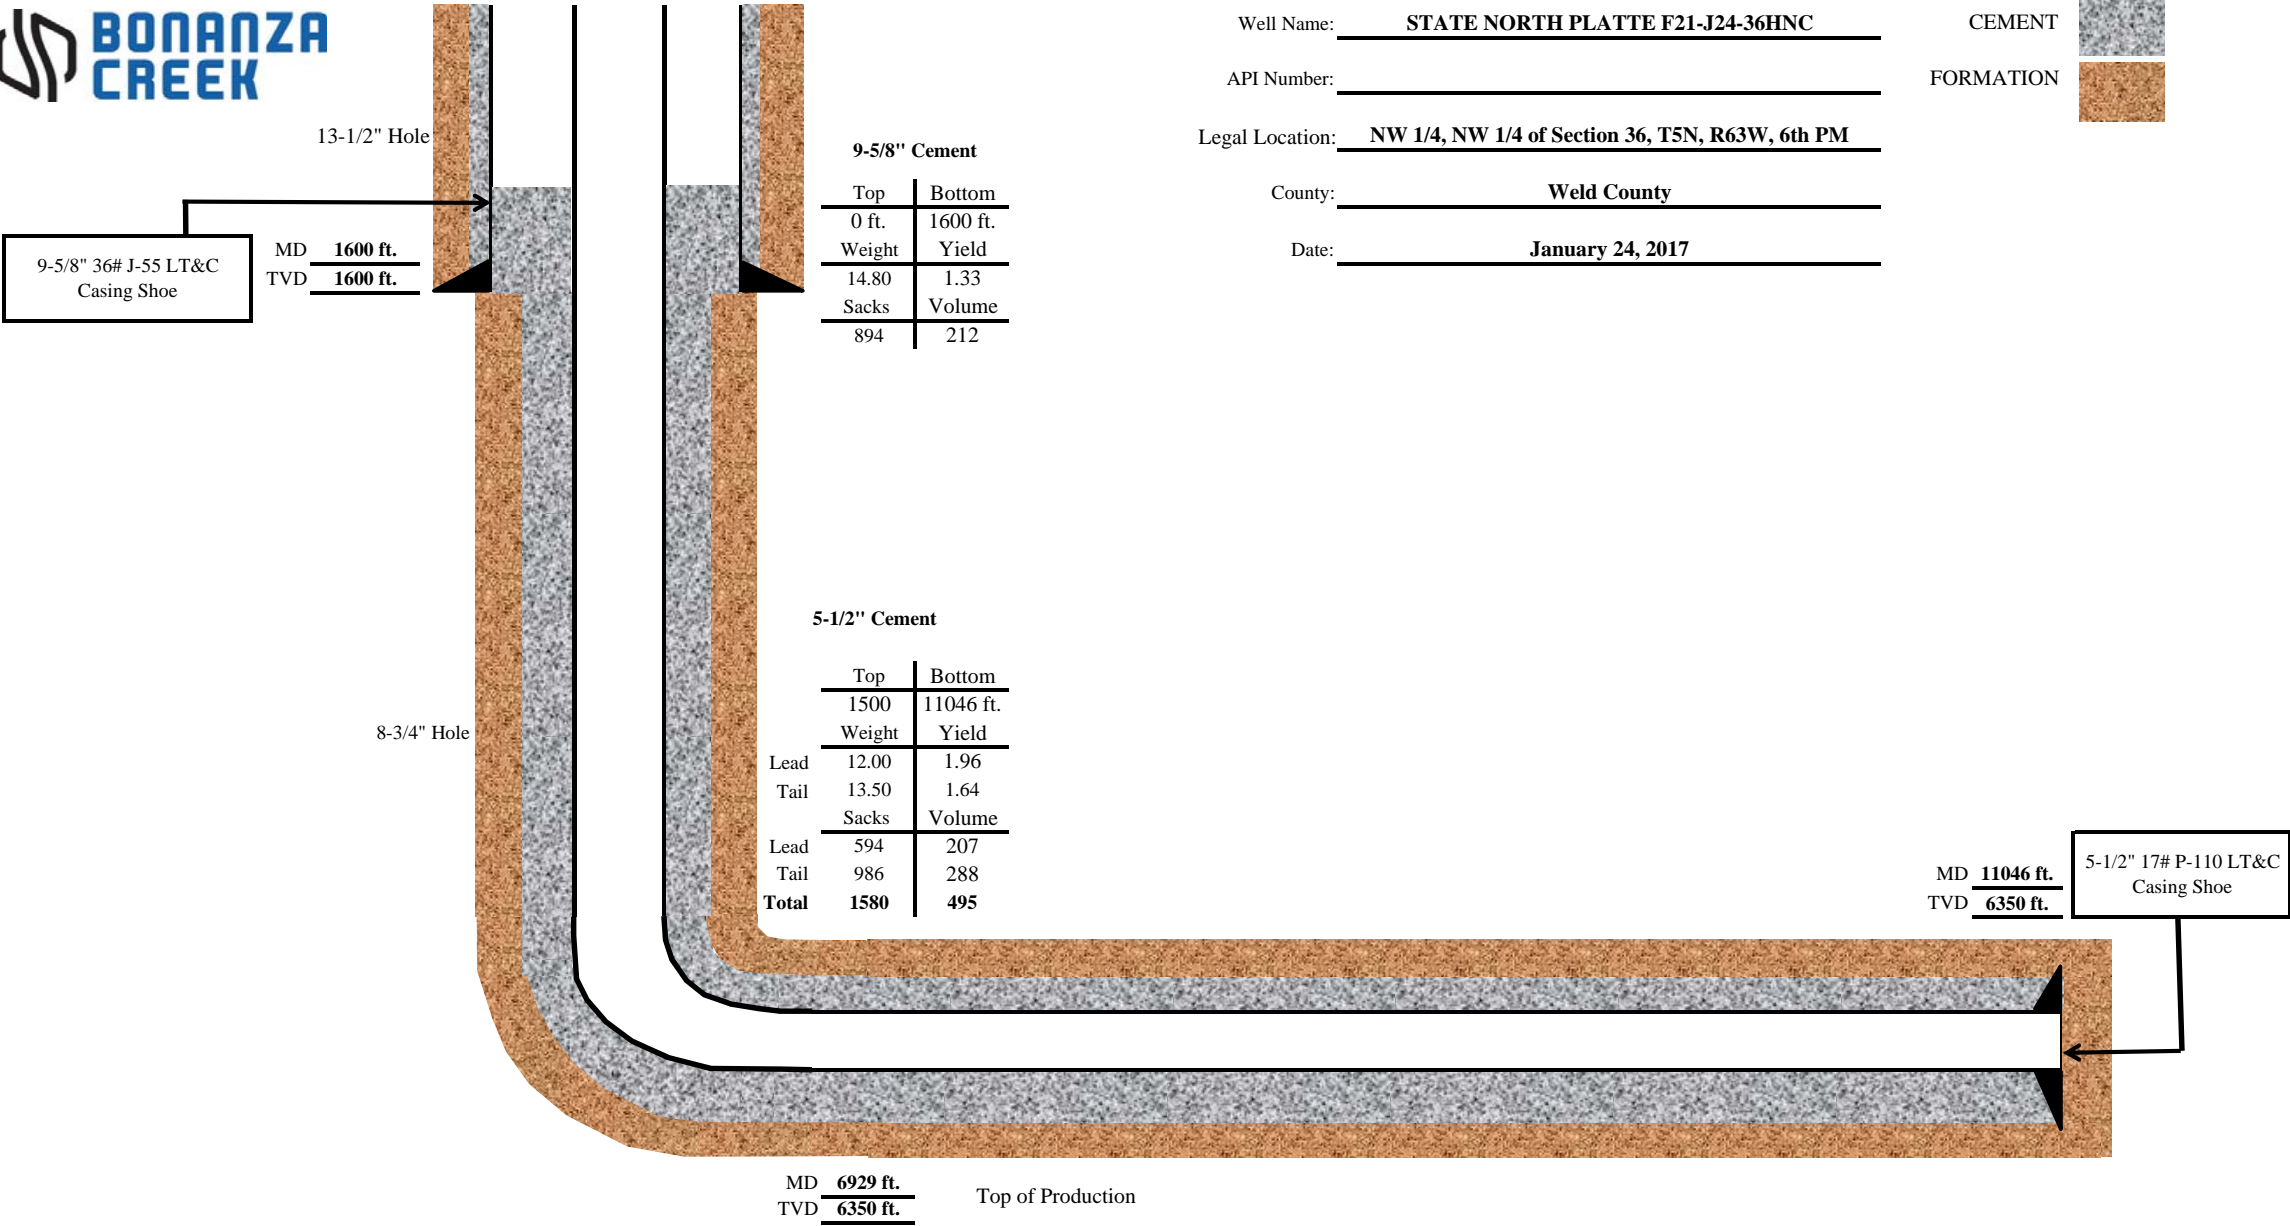 BONANZA
CREEK
Well Name: STATE NORTH PLATTE F21-J24-36HNC
API Number:
Legal Location: NW 1/4, NW 1/4 of Section 36, T5N, R63W, 6th PM
County: Weld County
Date: January 24, 2017
CEMENT
FORMATION
13-1/2" Hole
9-5/8" 36# J-55 LT&C
Casing Shoe
MD 1600 ft.
TVD 1600 ft.
9-5/8" Cement
Top Bottom
0 ft. 1600 ft.
Weight Yield
14.80 1.33
Sacks Volume
894 212
8-3/4" Hole
5-1/2" Cement
Top Bottom
1500 11046 ft.
Weight Yield
Lead 12.00 1.96
Tail 13.50 1.64
Sacks Volume
Lead 594 207
Tail 986 288
Total 1580 495
MD 11046 ft.
TVD 6350 ft.
5-1/2" 17# P-110 LT&C
Casing Shoe
MD 6929 ft.
TVD 6350 ft.
Top of Production